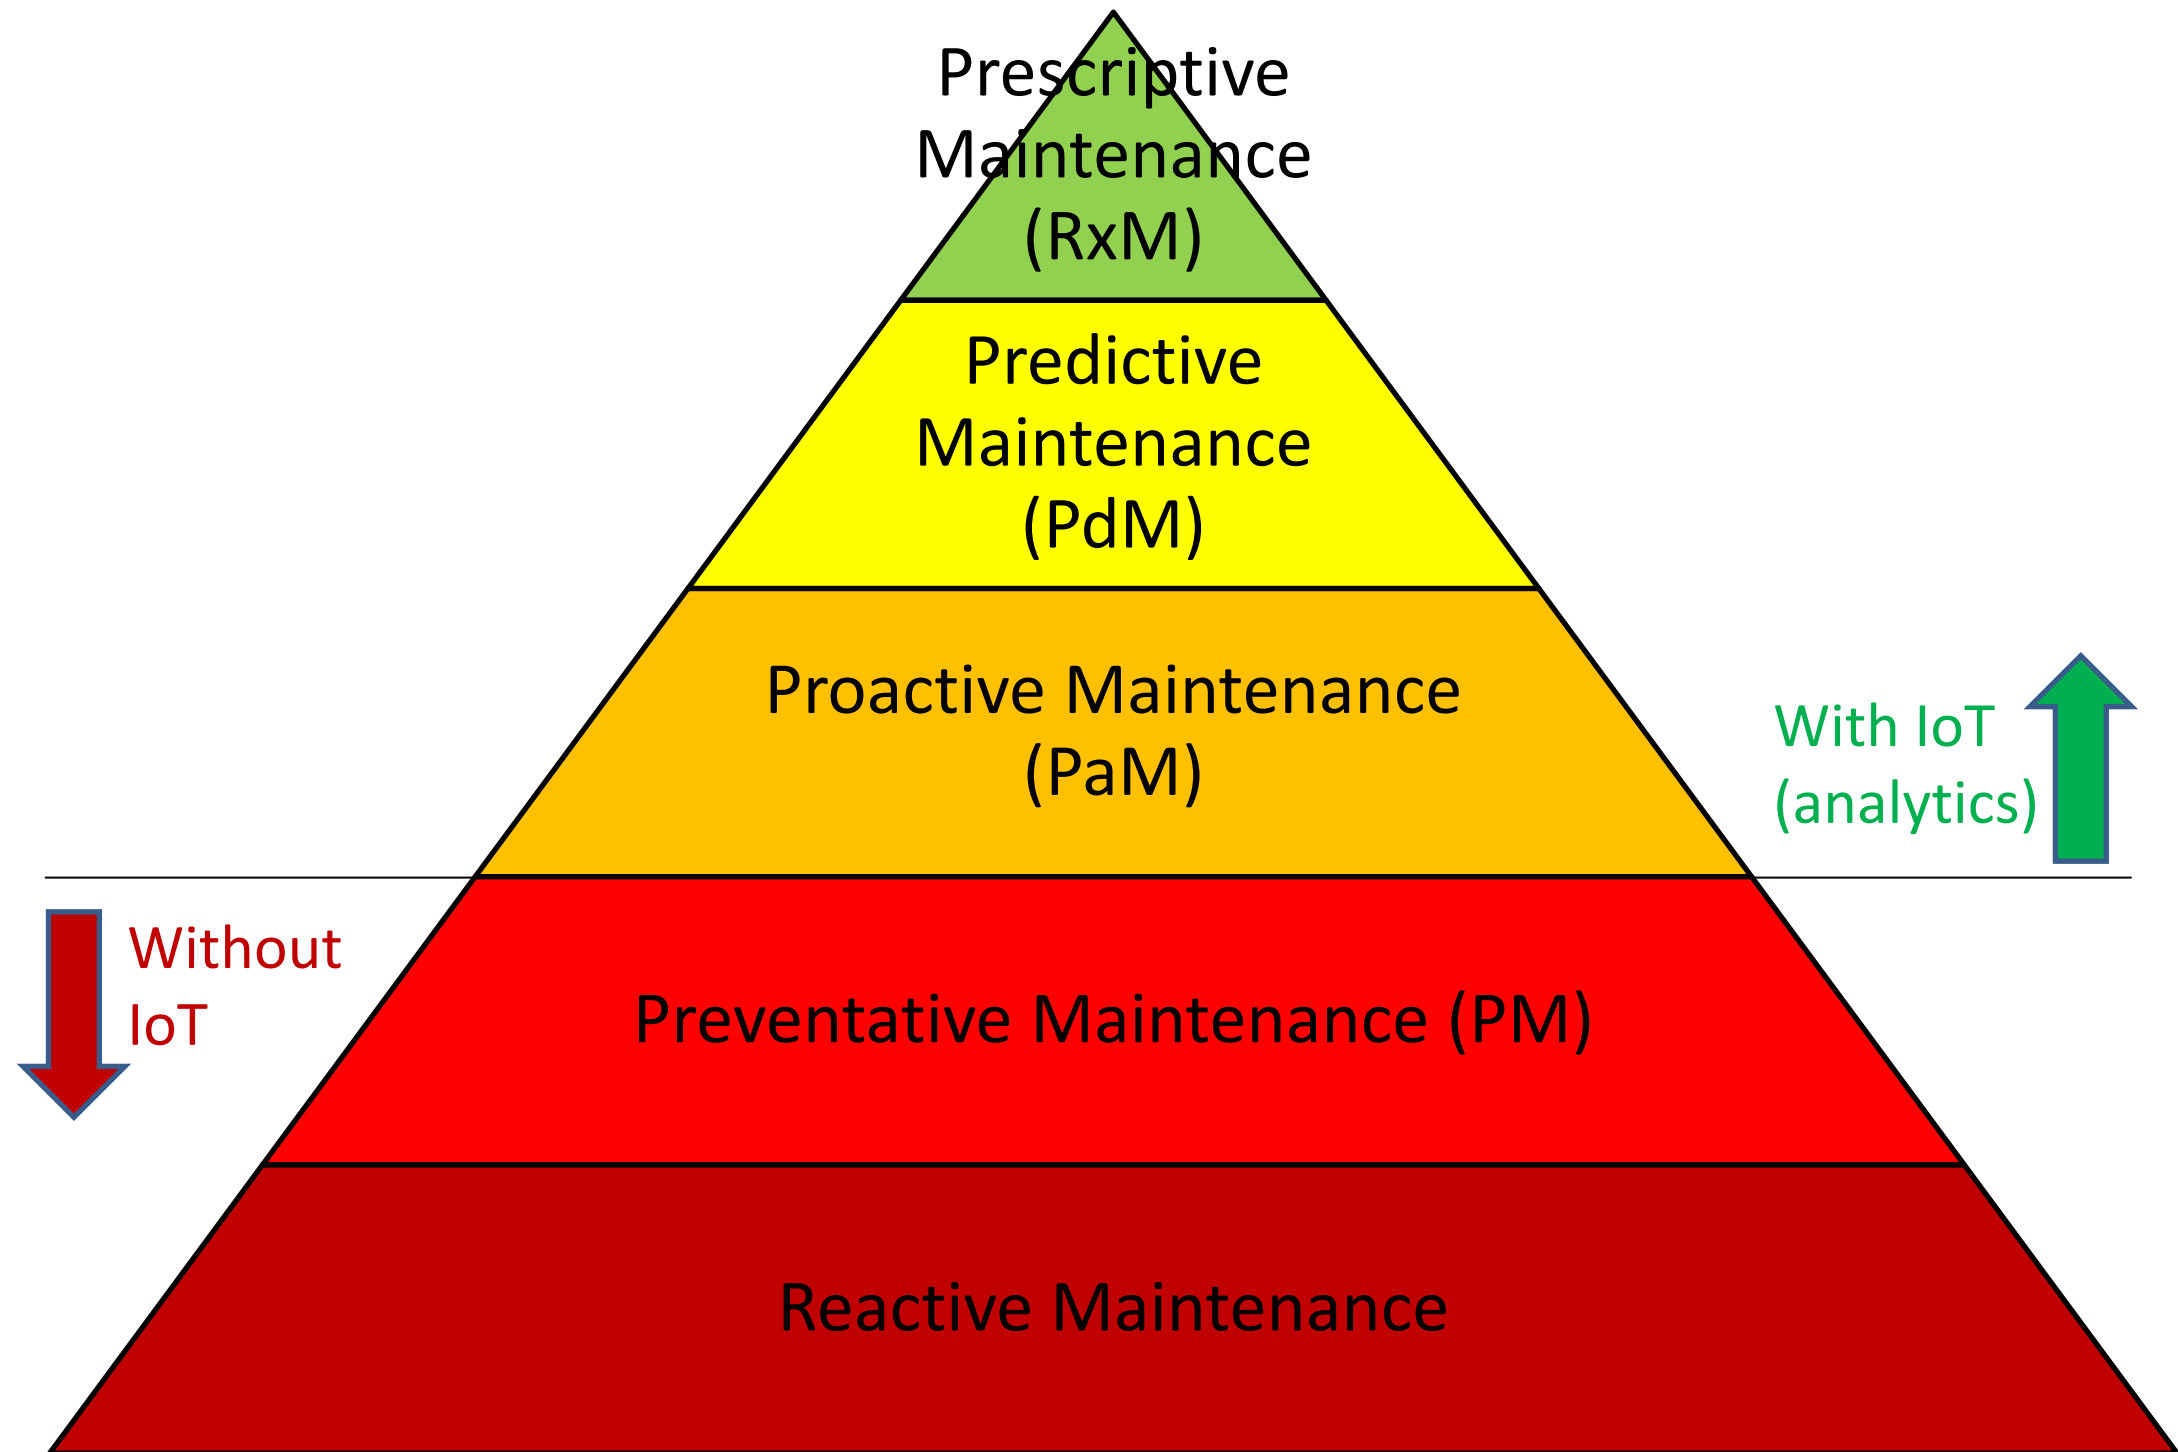 Prescriptive
Maintenance
(RxM)
Predictive
Maintenance
(PdM)
Proactive Maintenance
(PaM)
With IoT
(analytics)
Without
IoT
Preventative Maintenance (PM)
Reactive Maintenance